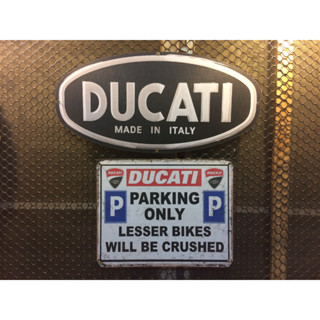 DUCATI
MADE IN ITALY
DUCATI
P PARKING P
ONLY
LESSER BIKES
WILL BE CRUSHED